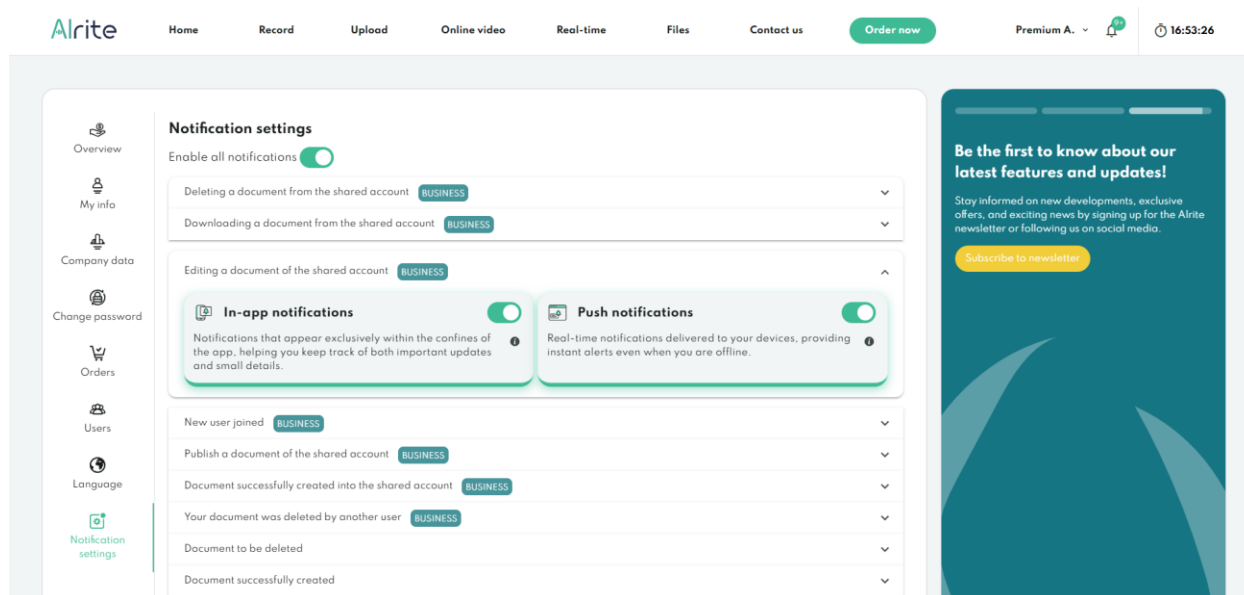 Alrite
Home
Record
Upload
Online video
Real-time
Files
Contact us
Order now
Premium A.
9+
16:53:26
Overview
My info
Company data
Change password
Orders
Users
Language
Notification
settings
Notification settings
Enable all notifications
Deleting a document from the shared account BUSINESS
Downloading a document from the shared account BUSINESS
Editing a document of the shared account BUSINESS
In-app notifications
Notifications that appear exclusively within the confines of
the app, helping you keep track of both important updates
and small details.
Push notifications
Real-time notifications delivered to your devices, providing
instant alerts even when you are offline.
New user joined BUSINESS
Publish a document of the shared account BUSINESS
Document successfully created into the shared account BUSINESS
Your document was deleted by another user BUSINESS
Document to be deleted
Document successfully created
Be the first to know about our
latest features and updates!
Stay informed on new developments, exclusive
offers, and exciting news by signing up for the Alrite
newsletter or following us on social media.
Subscribe to newsletter